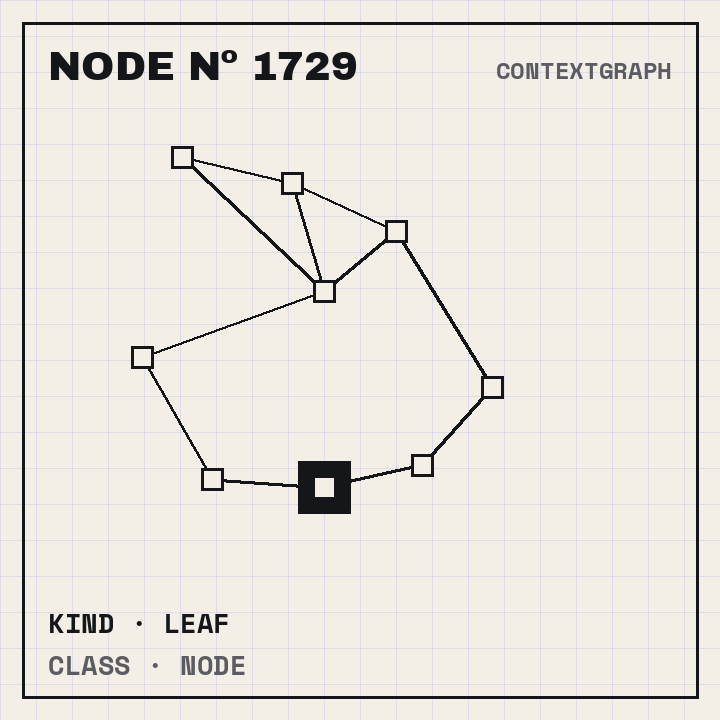 NODE Nº 1729
CONTEXTGRAPH
KIND · LEAF
CLASS · NODE